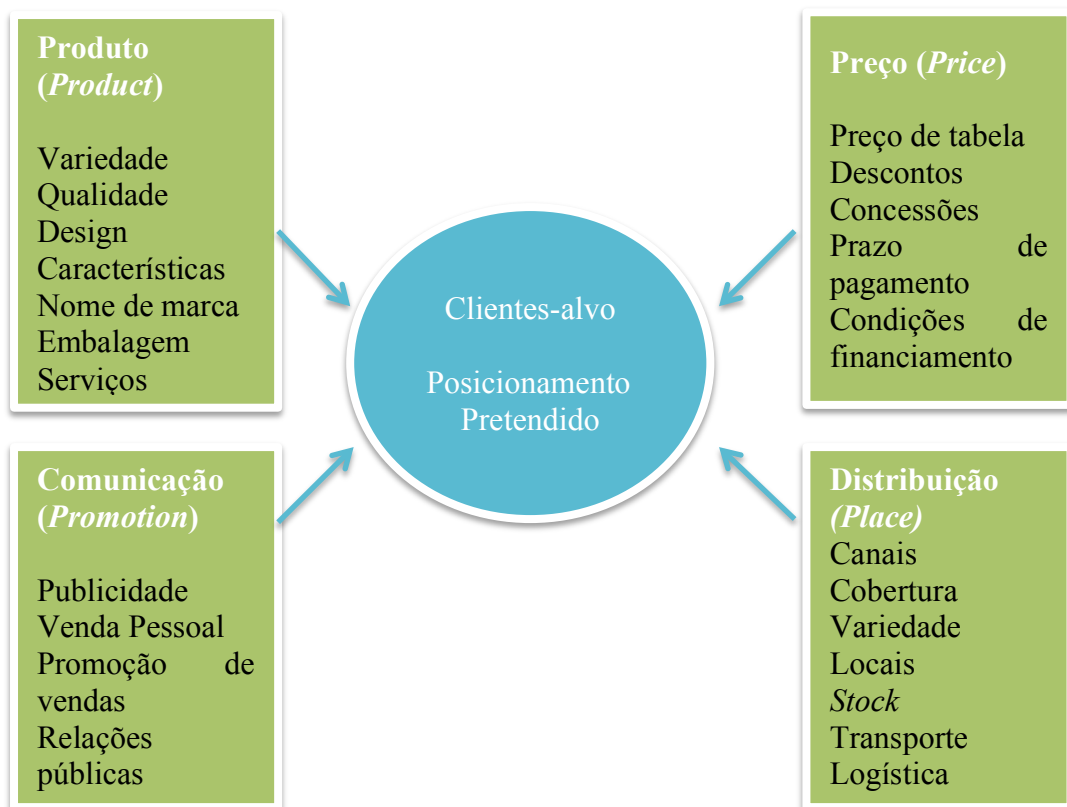 Produto
(Product)
Variedade
Qualidade
Design
Características
Nome de marca
Embalagem
Serviços
Preço (Price)
Preço de tabela
Descontos
Concessões
Prazo de
pagamento
Condições de
financiamento
Clientes-alvo
Posicionamento
Pretendido
Comunicação
(Promotion)
Publicidade
Venda Pessoal
Promoção de
vendas
Relações
públicas
Distribuição
(Place)
Canais
Cobertura
Variedade
Locais
Stock
Transporte
Logística